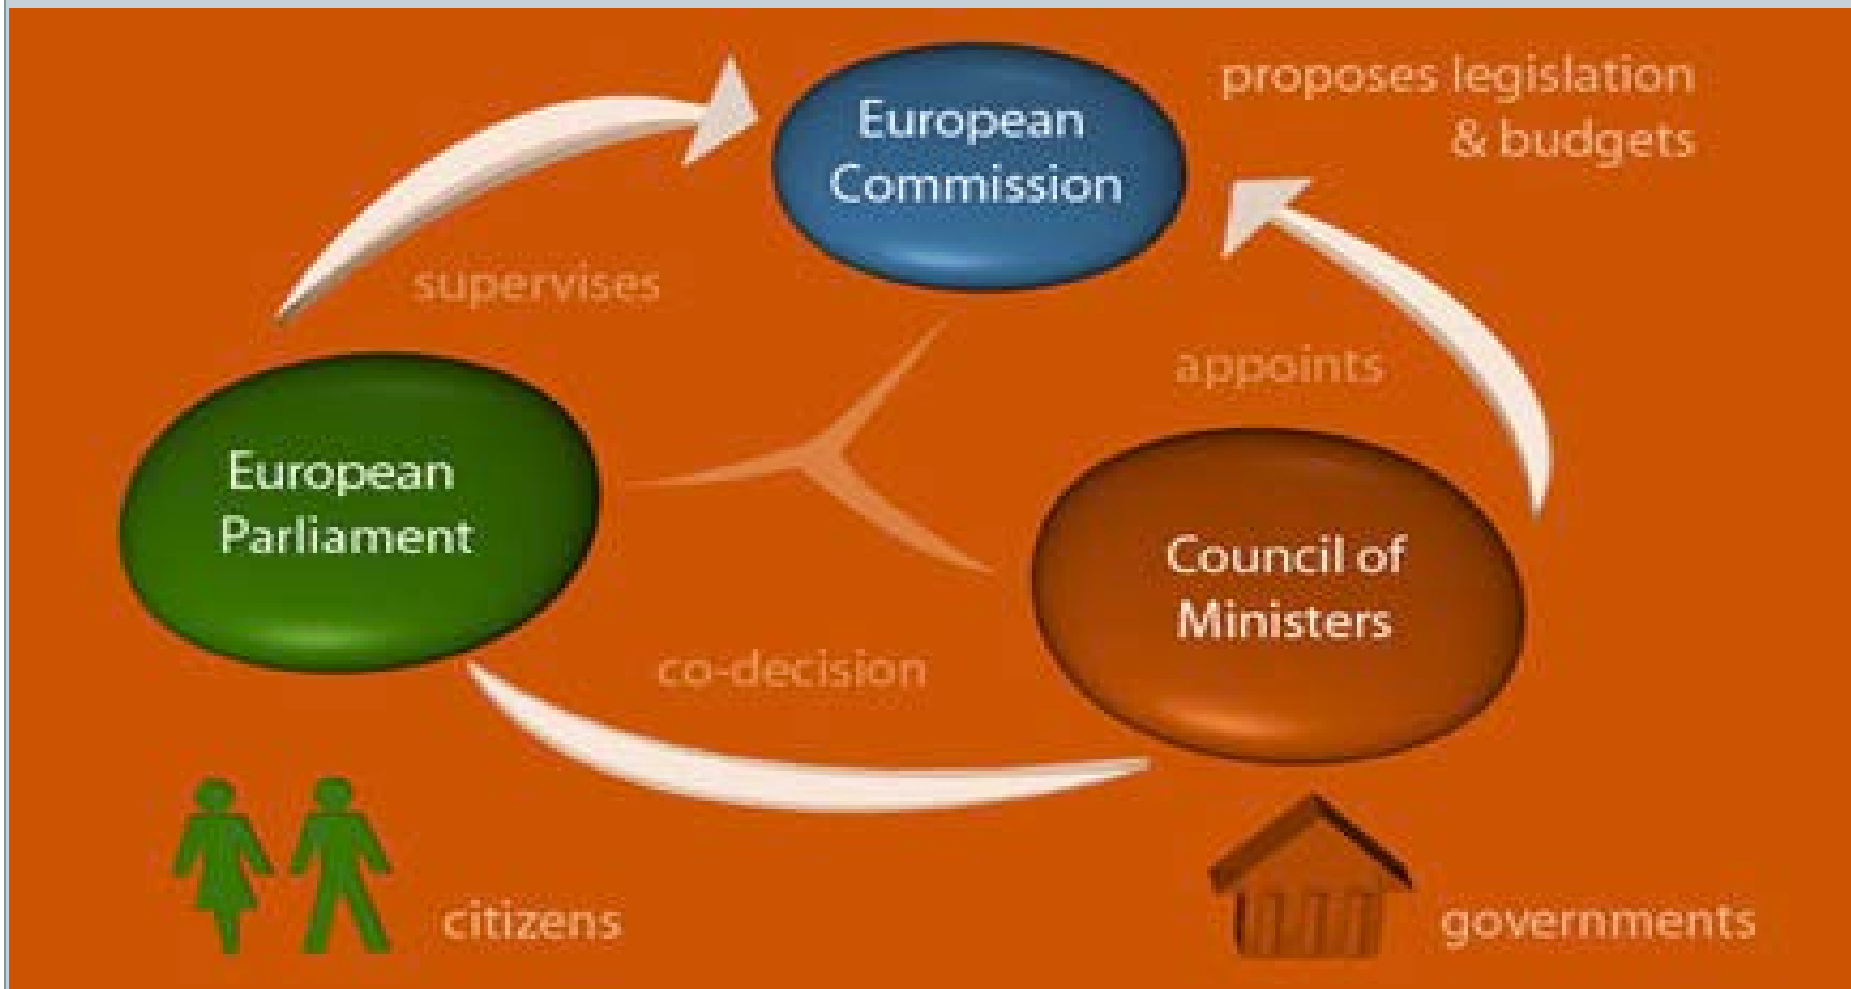 European
Commission
proposes legislation
& budgets
supervises
appoints
European
Parliament
Council of
Ministers
co-decision
citizens
governments